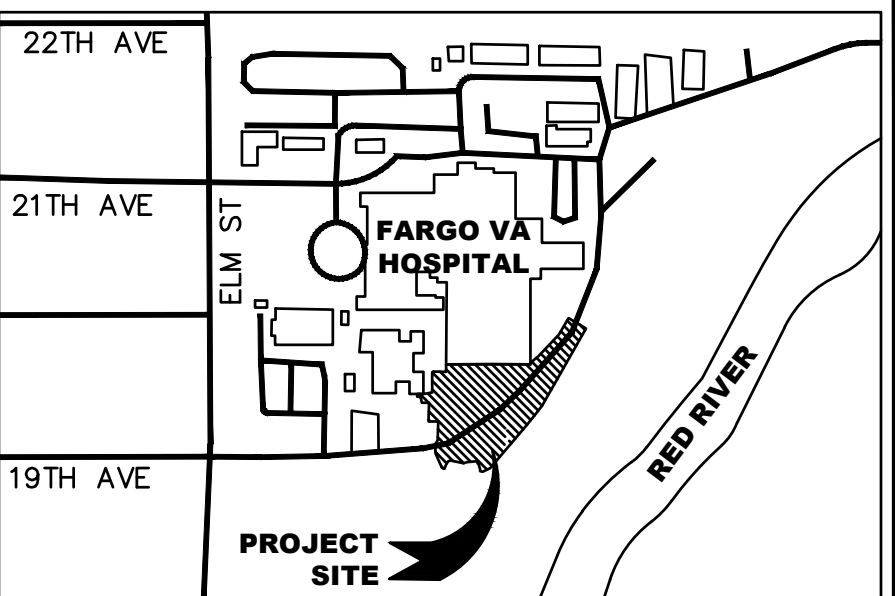 22TH AVE
21TH AVE
ELM ST
FARGO VA
HOSPITAL
RED RIVER
19TH AVE
PROJECT
SITE